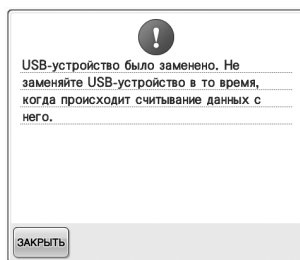 USB-устройство было заменено. Не
заменяйте USB-устройство в то время,
когда происходит считывание данных с
него.
ЗАКРЫТЬ